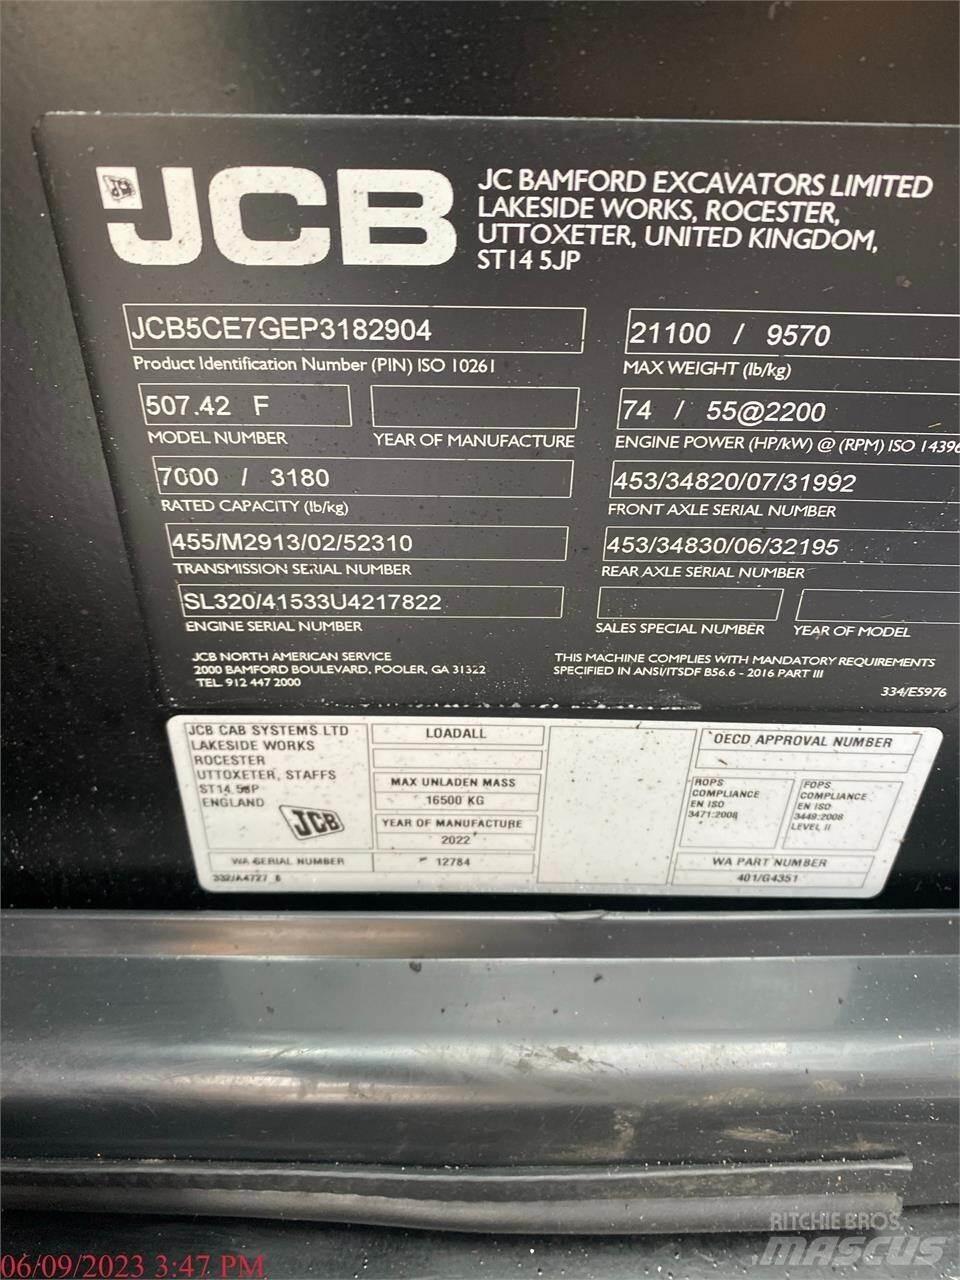 JCB
JCB
JC BAMFORD EXCAVATORS LIMITED
LAKESIDE WORKS, ROCESTER,
UTTOXETER, UNITED KINGDOM,
ST14 5JP
JCB5CE7GEP3182904
Product Identification Number (PIN) ISO 10261
21100 / 9570
MAX WEIGHT (lb/kg)
507.42 F
MODEL NUMBER
YEAR OF MANUFACTURE
74 / 55@2200
ENGINE POWER (HP/kW) @ (RPM) ISO 14396
7000 / 3180
RATED CAPACITY (lb/kg)
453/34820/07/31992
FRONT AXLE SERIAL NUMBER
455/M2913/02/52310
TRANSMISSION SERIAL NUMBER
453/34830/06/32195
REAR AXLE SERIAL NUMBER
SL320/41533U4217822
ENGINE SERIAL NUMBER
SALES SPECIAL NUMBER
YEAR OF MODEL
JCB NORTH AMERICAN SERVICE
2000 BAMFORD BOULEVARD, POOLER, GA 31322
TEL. 912 447 2000
THIS MACHINE COMPLIES WITH MANDATORY REQUIREMENTS
SPECIFIED IN ANSI/ITSDF B56.6 - 2016 PART III
334/E5976
JCB CAB SYSTEMS LTD
LAKESIDE WORKS
ROCESTER
UTTOXETER, STAFFS
ST14 5JP
ENGLAND
JCB
WA SERIAL NUMBER
332/A4727 6
LOADALL
MAX UNLADEN MASS
16500 KG
YEAR OF MANUFACTURE
2022
12784
OECD APPROVAL NUMBER
ROPS
COMPLIANCE
EN ISO
3471:2008
FOPS
COMPLIANCE
EN ISO
3449:2008
LEVEL II
WA PART NUMBER
401/G4351
RITCHIE BROS.
MASCUS
06/09/2023 3:47 PM